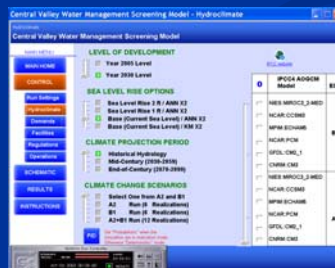 Central Valley Water Management Screening Model - Hydroclimate
Hydroclimate
Central Valley Water Management Screening Model
MAIN MENU
MAIN HOME
CONTROL
Run Settings
Hydroclimate
Demands
Facilities
Regulations
Operations
SCHEMATIC
RESULTS
INSTRUCTIONS
LEVEL OF DEVELOPMENT
Year 2005 Level
Year 2030 Level
SEA LEVEL RISE OPTIONS
Sea Level Rise 1 ft / ANN X2
Sea Level Rise 2 ft / ANN X2
Base (Current Sea Level) / ANN X2
Base (Current Sea Level) / KM X2
CLIMATE PROJECTION PERIOD
Historical Hydrology
Mid-Century
End-of-Century
CLIMATE CHANGE SCENARIOS
Select One from A2 and B1
A2 Run (6 Realizations)
B1 Run (6 Realizations)
A2+B1 Run (12 Realizations)
0
IPCC4 AOGCM
Model
NIES MIROC3_2-MED
NCAR CCSM3
MPIM ECHAM5
NCAR PCM
GFDL CM2_1
CNRM CM3
NIES MIROC3_2-MED
NCAR CCSM3
MPIM ECHAM5
NCAR PCM
GFDL CM2_1
CNRM CM3